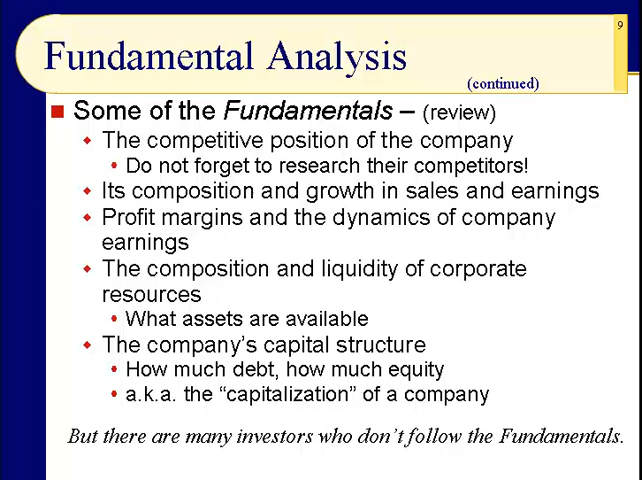 9
Fundamental Analysis
(continued)
Some of the Fundamentals – (review)
The competitive position of the company
• Do not forget to research their competitors!
Its composition and growth in sales and earnings
Profit margins and the dynamics of company
earnings
The composition and liquidity of corporate
resources
• What assets are available
The company's capital structure
• How much debt, how much equity
• a.k.a. the “capitalization” of a company
But there are many investors who don't follow the Fundamentals.